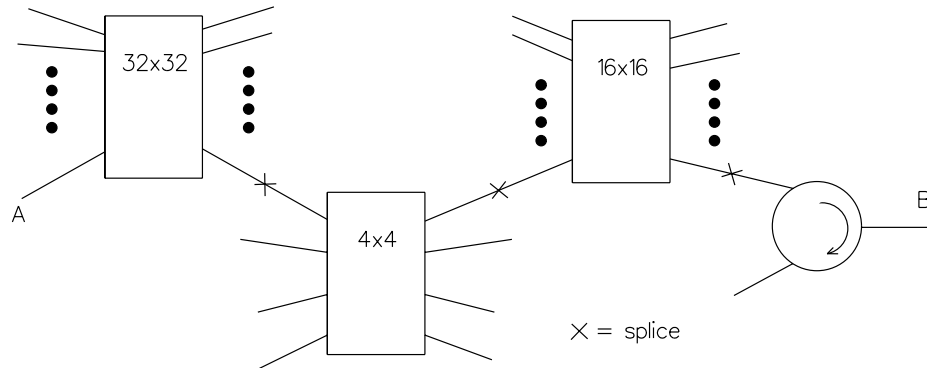 32x32
16x16
A
B
4x4
X = splice